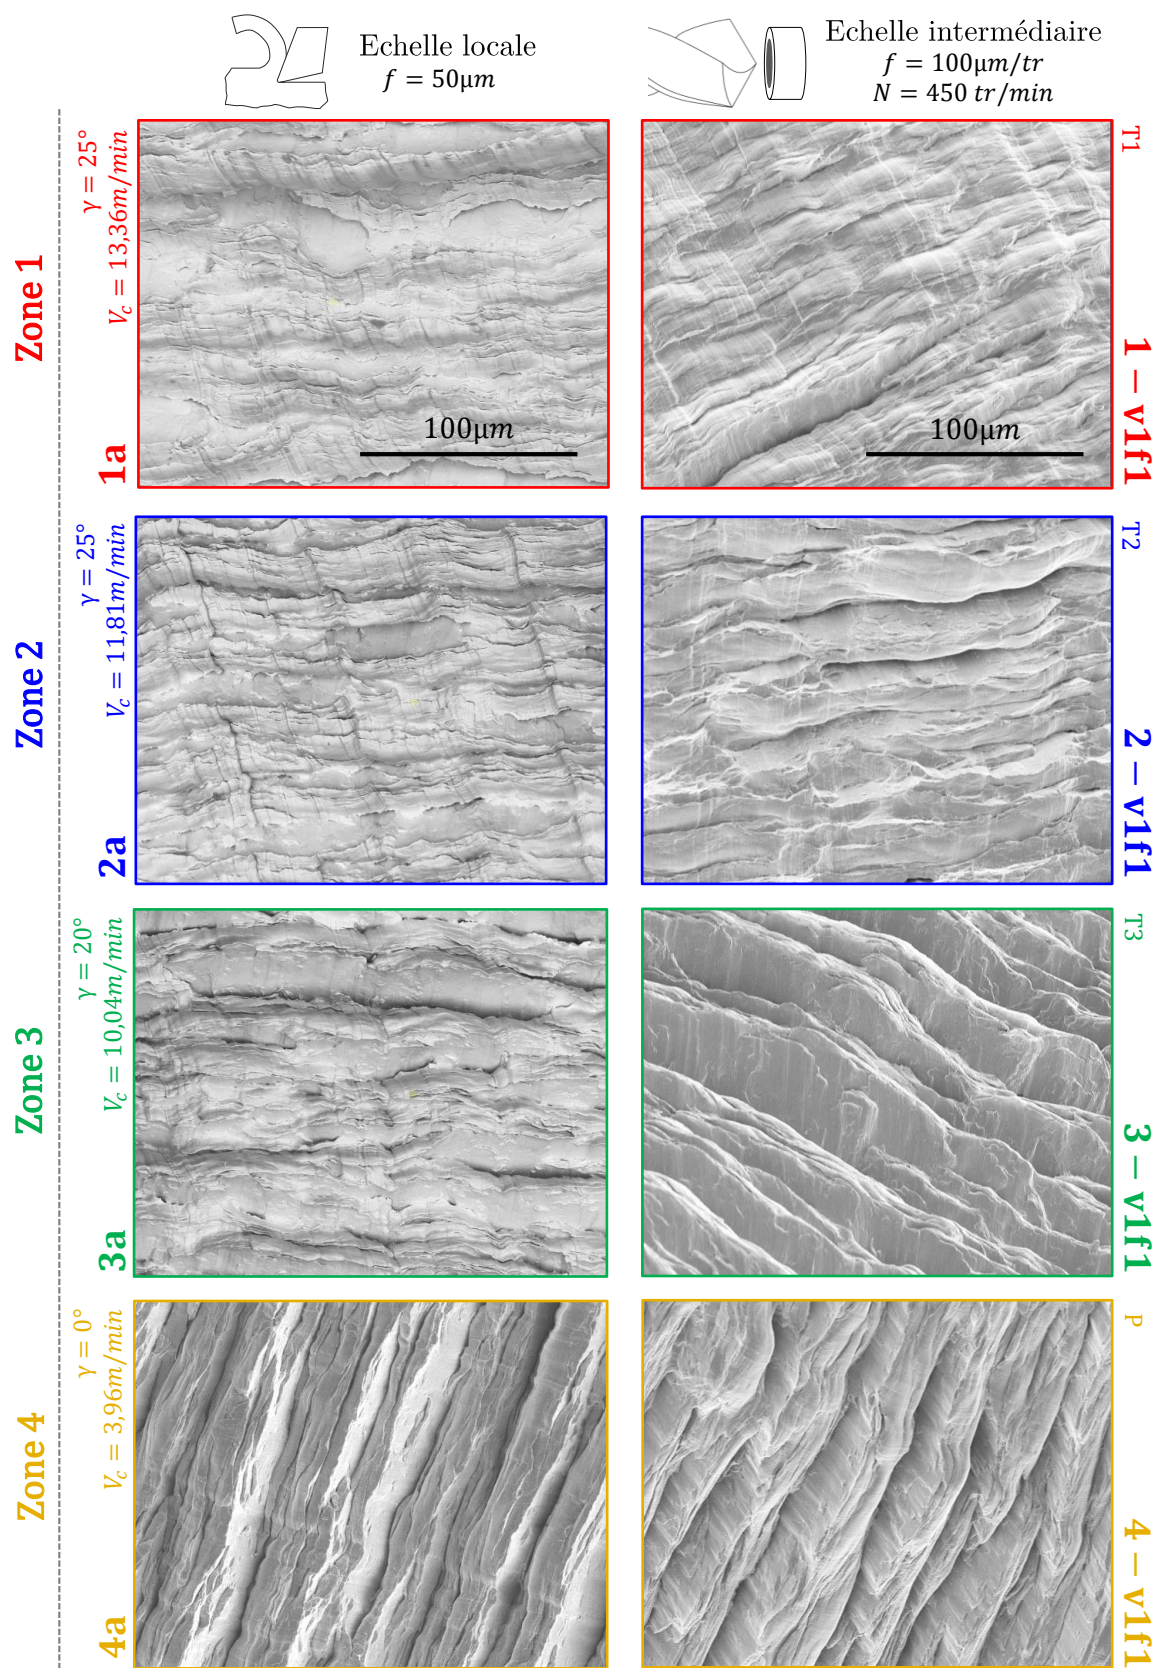 Echelle locale
f = 50μm
Echelle intermédiaire
f = 100μm/tr
N = 450 tr/min
Zone 1
γ = 25°
V_c = 13,36m/min
1a
100μm
100μm
T1
1 – v1f1
Zone 2
γ = 25°
V_c = 11,81m/min
2a
T2
2 – v1f1
Zone 3
γ = 20°
V_c = 10,04m/min
3a
T3
3 – v1f1
Zone 4
γ = 0°
V_c = 3,96m/min
4a
P
4 – v1f1